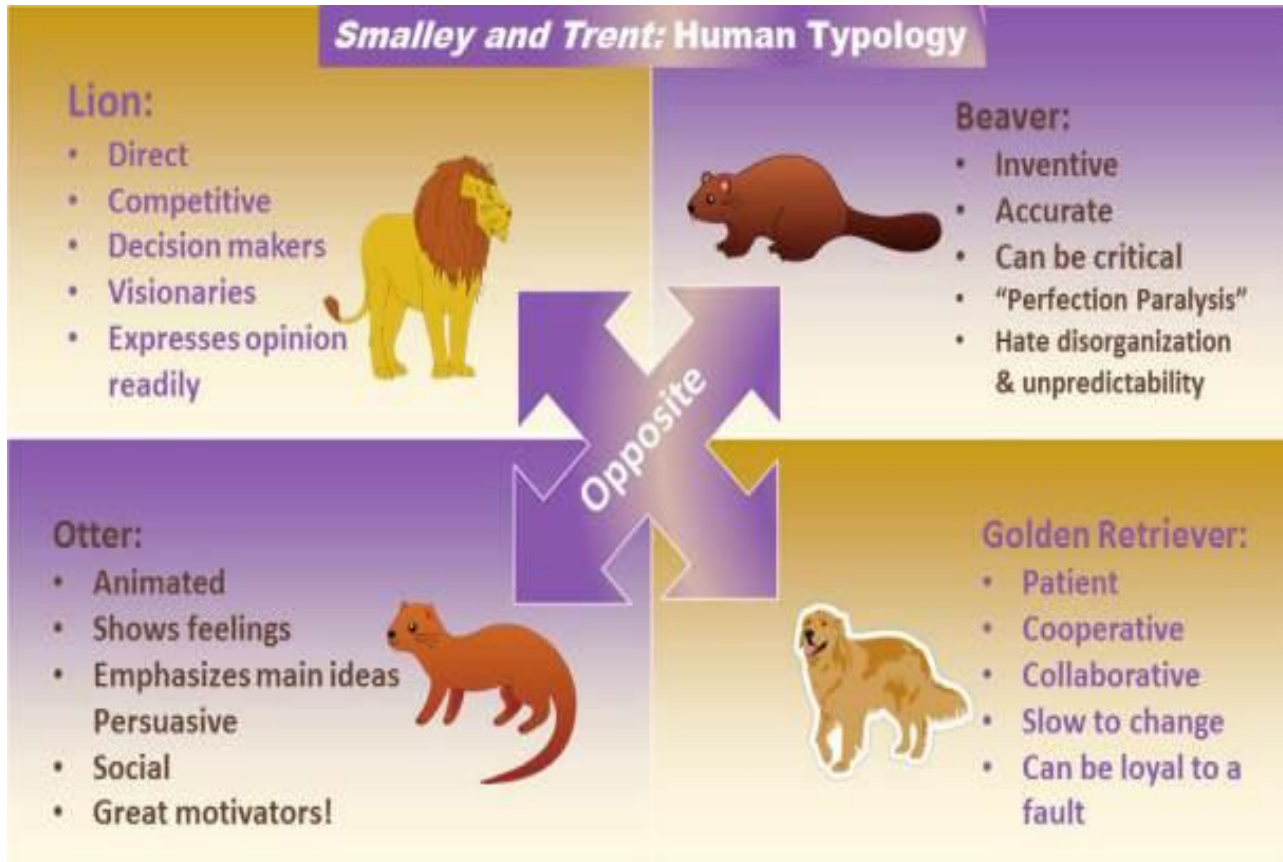 Smalley and Trent: Human Typology
Lion:
• Direct
• Competitive
• Decision makers
• Visionaries
• Expresses opinion
readily
Beaver:
• Inventive
• Accurate
• Can be critical
• “Perfection Paralysis”
• Hate disorganization
& unpredictability
Opposite
Otter:
• Animated
• Shows feelings
• Emphasizes main ideas
Persuasive
• Social
• Great motivators!
Golden Retriever:
• Patient
• Cooperative
• Collaborative
• Slow to change
• Can be loyal to a
fault